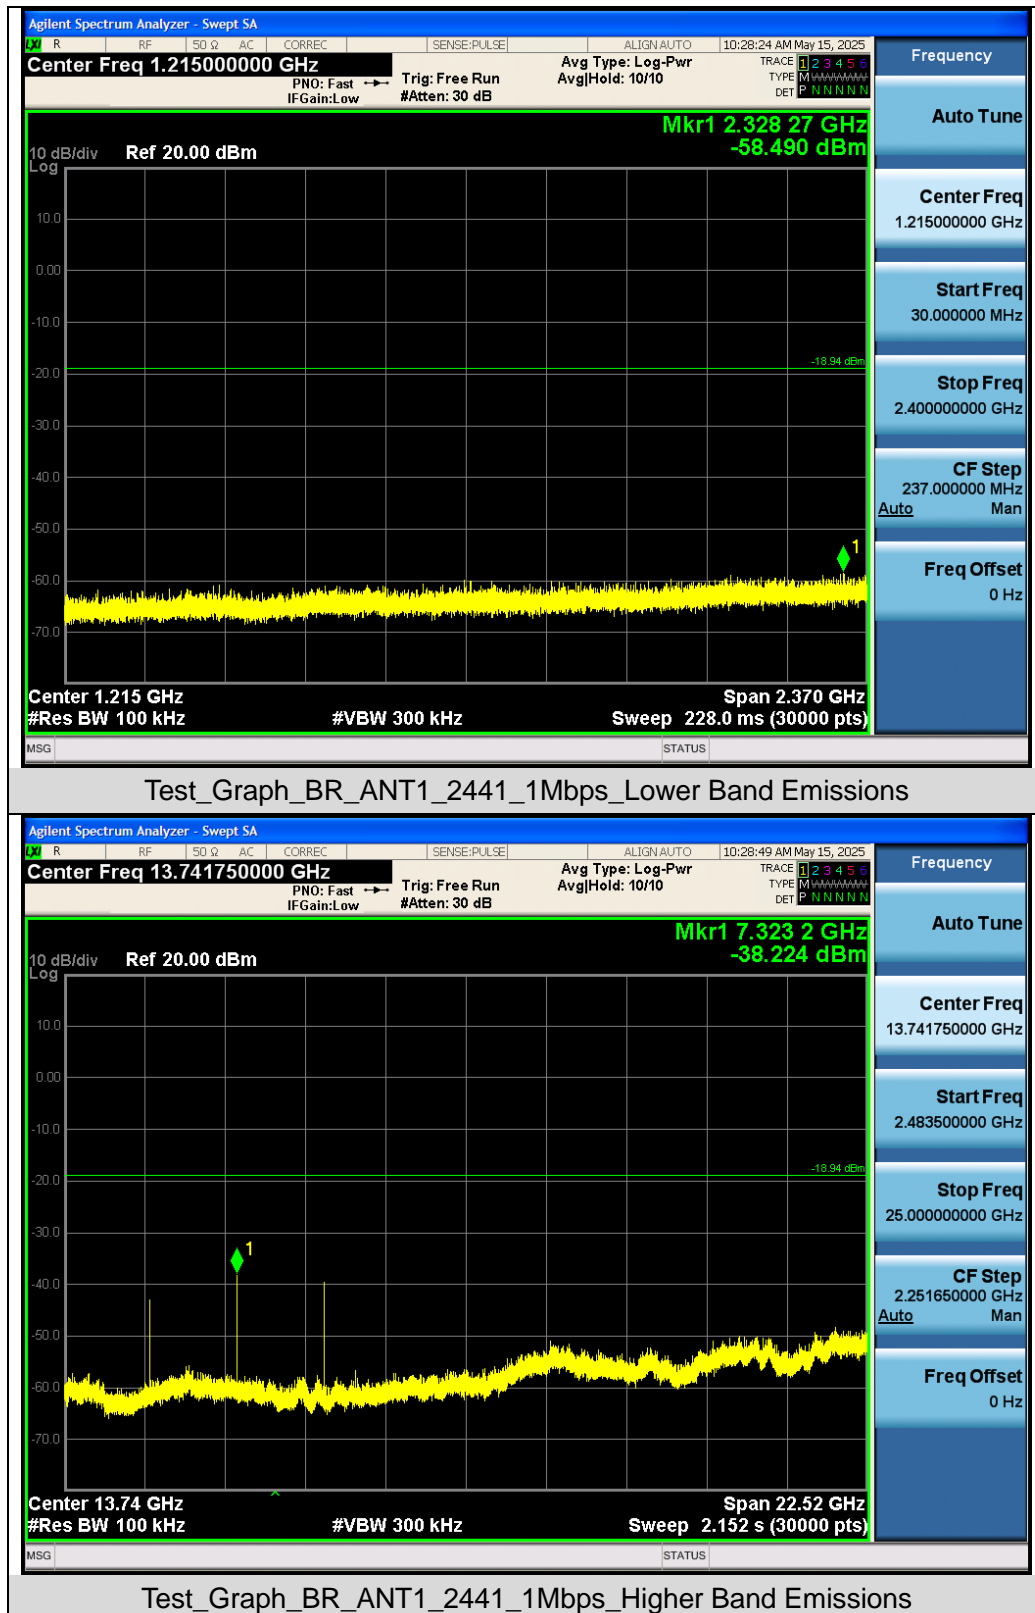 Agilent Spectrum Analyzer - Swept SA
LXI R RF 50 Ω AC CORREC SENSE:PULSE ALIGN AUTO 10:28:24 AM May 15, 2025
Center Freq 1.215000000 GHz
PNO: Fast
IFGain:Low
Trig: Free Run
#Atten: 30 dB
Avg Type: Log-Pwr
Avg|Hold: 10/10
TRACE 1 2 3 4 5 6
TYPE M
DET P N N N N N
Frequency
Auto Tune
Mkr1 2.328 27 GHz
-58.490 dBm
10 dB/div Ref 20.00 dBm
Log
10.0
0.00
-10.0
-18.94 dBm
-20.0
-30.0
-40.0
-50.0
1
-60.0
-70.0
Center Freq
1.215000000 GHz
Start Freq
30.000000 MHz
Stop Freq
2.400000000 GHz
CF Step
237.000000 MHz
Auto Man
Freq Offset
0 Hz
Center 1.215 GHz Span 2.370 GHz
#Res BW 100 kHz #VBW 300 kHz Sweep 228.0 ms (30000 pts)
MSG STATUS
Test_Graph_BR_ANT1_2441_1Mbps_Lower Band Emissions
Agilent Spectrum Analyzer - Swept SA
LXI R RF 50 Ω AC CORREC SENSE:PULSE ALIGN AUTO 10:28:49 AM May 15, 2025
Center Freq 13.741750000 GHz
PNO: Fast
IFGain:Low
Trig: Free Run
#Atten: 30 dB
Avg Type: Log-Pwr
Avg|Hold: 10/10
TRACE 1 2 3 4 5 6
TYPE M
DET P N N N N N
Frequency
Auto Tune
Mkr1 7.323 2 GHz
-38.224 dBm
10 dB/div Ref 20.00 dBm
Log
10.0
0.00
-10.0
-18.94 dBm
-20.0
-30.0
1
-40.0
-50.0
-60.0
-70.0
Center Freq
13.741750000 GHz
Start Freq
2.483500000 GHz
Stop Freq
25.000000000 GHz
CF Step
2.251650000 GHz
Auto Man
Freq Offset
0 Hz
Center 13.74 GHz Span 22.52 GHz
#Res BW 100 kHz #VBW 300 kHz Sweep 2.152 s (30000 pts)
MSG STATUS
Test_Graph_BR_ANT1_2441_1Mbps_Higher Band Emissions